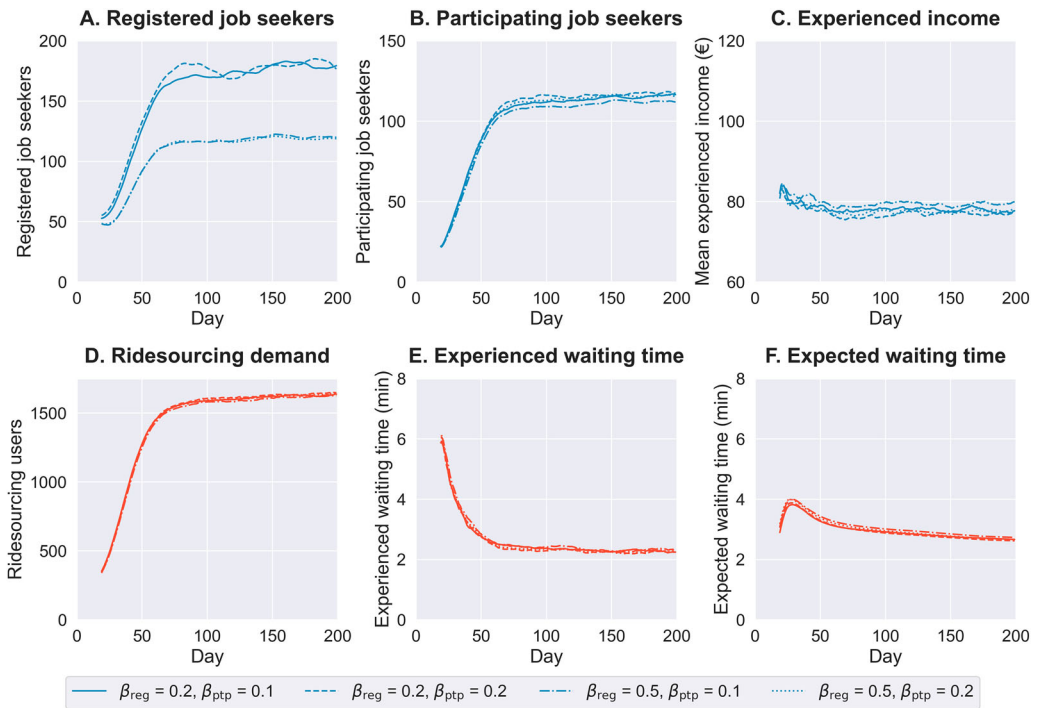 A. Registered job seekers
B. Participating job seekers
C. Experienced income
Registered job seekers
200
150
100
50
0
0 50 100 150 200
Day
Participating job seekers
150
100
50
0
0 50 100 150 200
Day
Mean experienced income (€)
120
100
80
60
0 50 100 150 200
Day
D. Ridesourcing demand
E. Experienced waiting time
F. Expected waiting time
Ridesourcing users
1500
1000
500
0
0 50 100 150 200
Day
Experienced waiting time (min)
8
6
4
2
0
0 50 100 150 200
Day
Expected waiting time (min)
8
6
4
2
0
0 50 100 150 200
Day
βreg = 0.2, βptp = 0.1
βreg = 0.2, βptp = 0.2
βreg = 0.5, βptp = 0.1
βreg = 0.5, βptp = 0.2